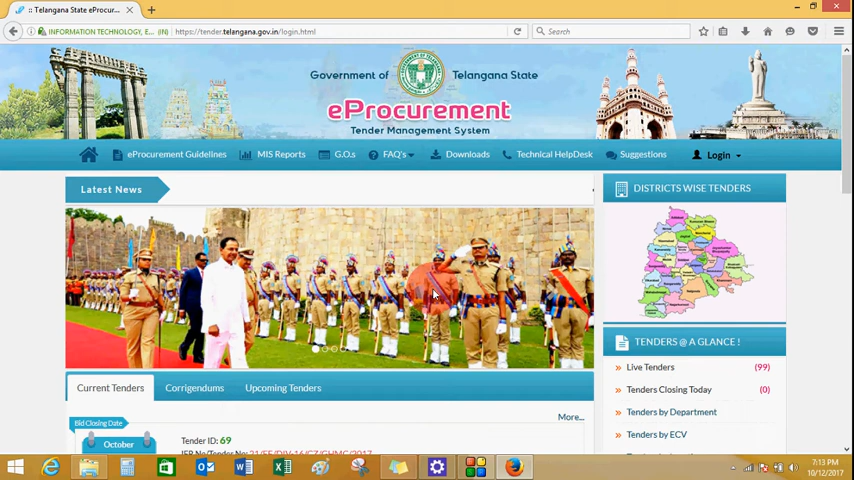 :: Telangana State eProcur...
INFORMATION TECHNOLOGY, E... (IN)
https://tender.telangana.gov.in/login.html
Search
Government of Telangana State
eProcurement
Tender Management System
eProcurement Guidelines
MIS Reports
G.O.s
FAQ's
Downloads
Technical HelpDesk
Suggestions
Login
Latest News
DISTRICTS WISE TENDERS
TENDERS @ A GLANCE !
Live Tenders (99)
Tenders Closing Today (0)
Tenders by Department
Tenders by ECV
Current Tenders
Corrigendums
Upcoming Tenders
More...
Bid Closing Date
October
Tender ID: 69
7:13 PM
10/12/2017